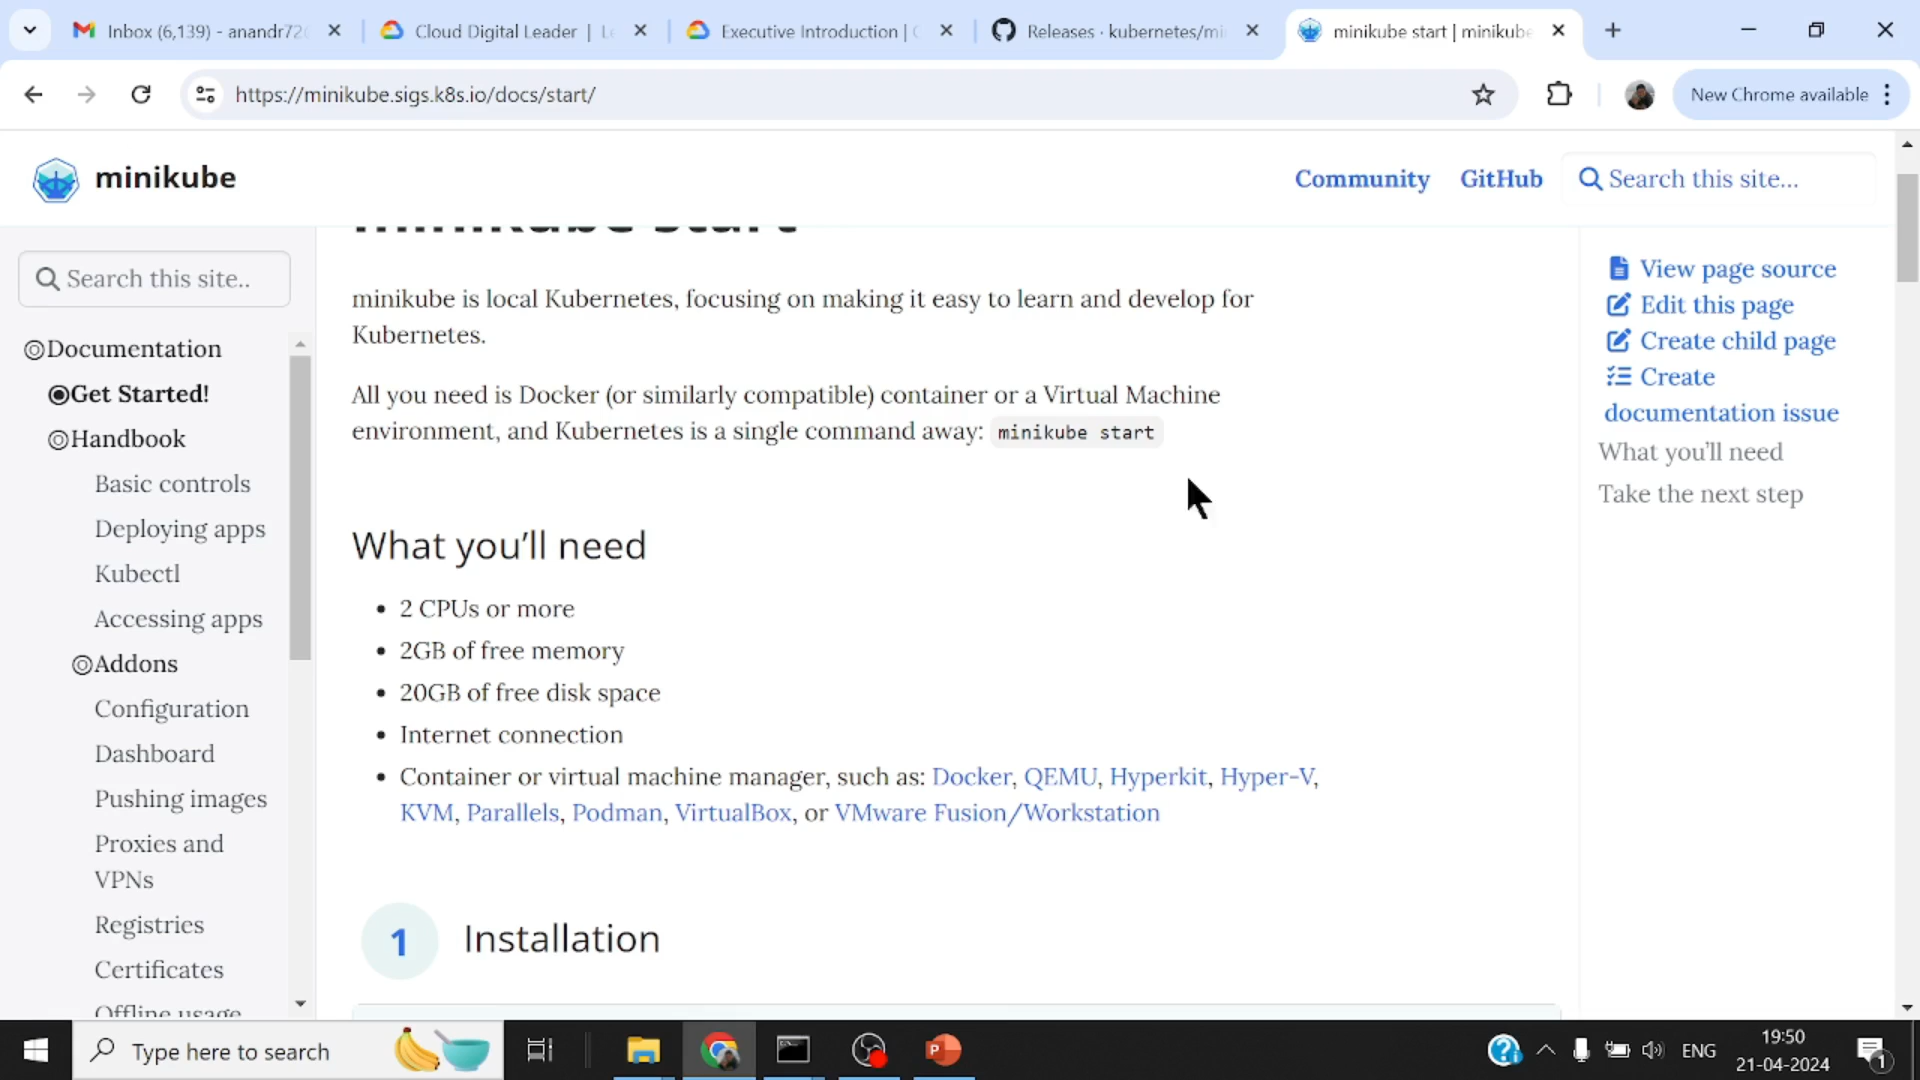 Inbox (6,139) - anandr72
Cloud Digital Leader | Le
Executive Introduction | C
Releases · kubernetes/mi
minikube start | minikube
https://minikube.sigs.k8s.io/docs/start/
New Chrome available
minikube
Community
GitHub
Search this site...
Search this site..
Documentation
Get Started!
Handbook
Basic controls
Deploying apps
Kubectl
Accessing apps
Addons
Configuration
Dashboard
Pushing images
Proxies and
VPNs
Registries
Certificates
Offline usage
minikube start
minikube is local Kubernetes, focusing on making it easy to learn and develop for
Kubernetes.
All you need is Docker (or similarly compatible) container or a Virtual Machine
environment, and Kubernetes is a single command away: minikube start
What you’ll need
• 2 CPUs or more
• 2GB of free memory
• 20GB of free disk space
• Internet connection
• Container or virtual machine manager, such as: Docker, QEMU, Hyperkit, Hyper-V,
KVM, Parallels, Podman, VirtualBox, or VMware Fusion/Workstation
1 Installation
View page source
Edit this page
Create child page
Create
documentation issue
What you’ll need
Take the next step
Type here to search
ENG
19:50
21-04-2024
1